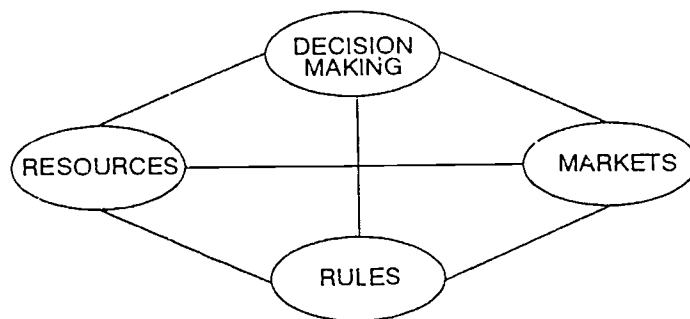 DECISION
MAKING
RESOURCES
MARKETS
RULES